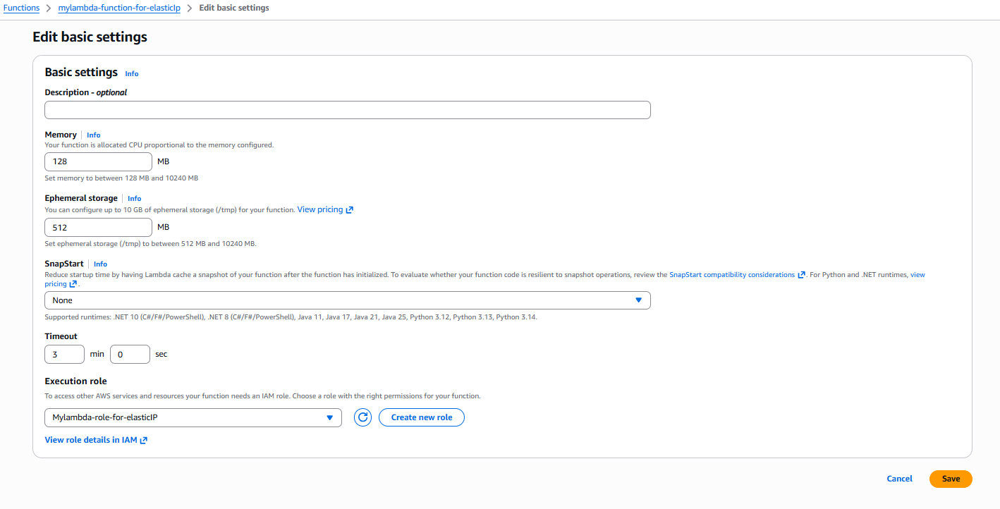 Functions > mylambda-function-for-elasticIp > Edit basic settings
Edit basic settings
Basic settings Info
Description - optional
Memory | Info
Your function is allocated CPU proportional to the memory configured.
128 MB
Set memory to between 128 MB and 10240 MB
Ephemeral storage | Info
You can configure up to 10 GB of ephemeral storage (/tmp) for your function. View pricing
512 MB
Set ephemeral storage (/tmp) to between 512 MB and 10240 MB.
SnapStart | Info
Reduce startup time by having Lambda cache a snapshot of your function after the function has initialized. To evaluate whether your function code is resilient to snapshot operations, review the SnapStart compatibility considerations. For Python and .NET runtimes, view
pricing.
None
Supported runtimes: .NET 10 (C#/F#/PowerShell), .NET 8 (C#/F#/PowerShell), Java 11, Java 17, Java 21, Java 25, Python 3.12, Python 3.13, Python 3.14.
Timeout
3 min 0 sec
Execution role
To access other AWS services and resources your function needs an IAM role. Choose a role with the right permissions for your function.
Mylambda-role-for-elasticIP Create new role
View role details in IAM
Cancel Save